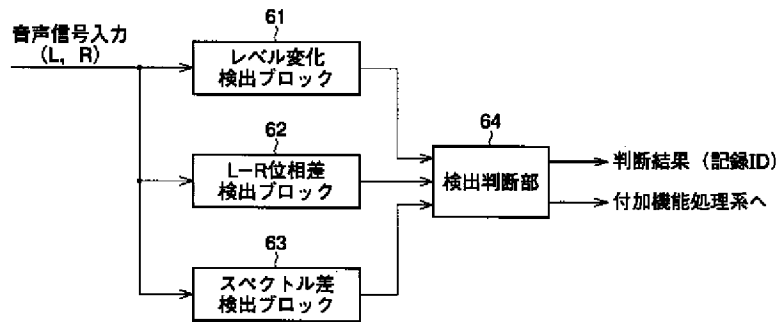 音声信号入力
(L, R)
61
レベル変化
検出ブロック
62
L－R位相差
検出ブロック
63
スペクトル差
検出ブロック
64
検出判断部
判断結果（記録ID）
付加機能処理系へ